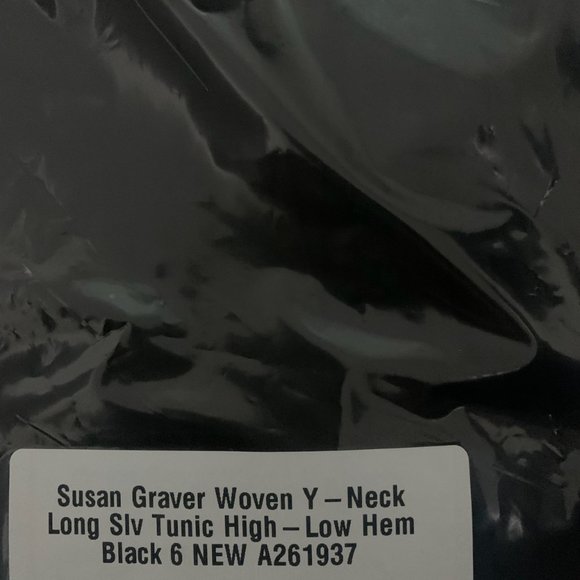 Susan Graver Woven Y-Neck
Long Slv Tunic High-Low Hem
Black 6 NEW A261937